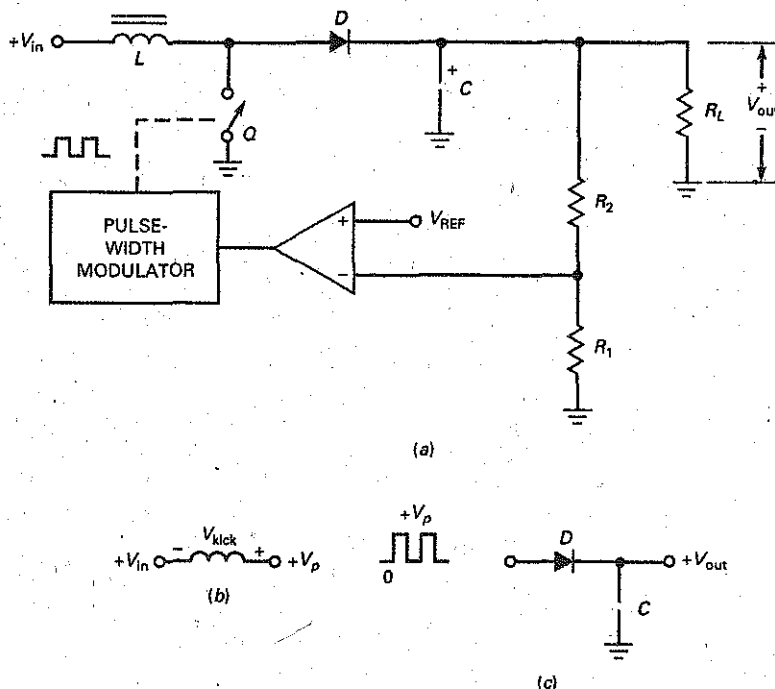 D
+Vin
L
+
C
Q
RL
+
Vout
−
PULSE-
WIDTH
MODULATOR
+
VREF
−
R2
R1
(a)
Vkick
+Vin − + +Vp
(b)
+Vp
0
D
+Vout
C
(c)